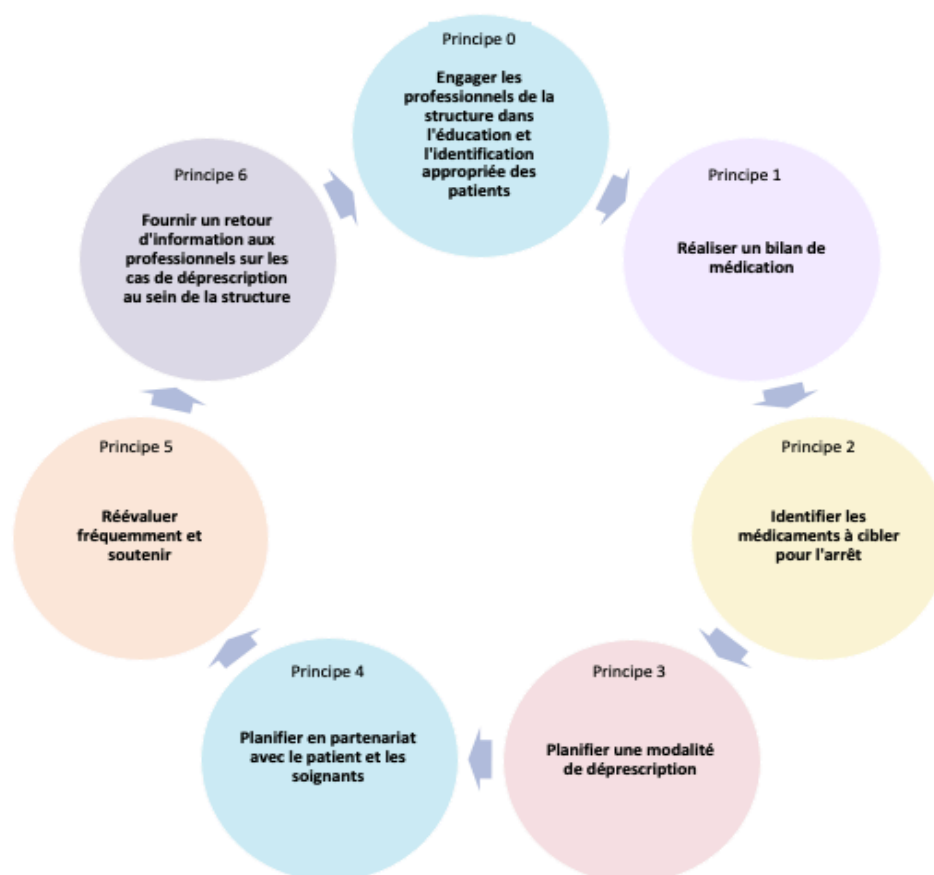 Principe 0
Engager les
professionnels de la
structure dans
l'éducation et
l'identification
appropriée des
patients
Principe 1
Réaliser un bilan de
médication
Principe 2
Identifier les
médicaments à cibler
pour l'arrêt
Principe 3
Planifier une modalité
de déprescription
Principe 4
Planifier en partenariat
avec le patient et les
soignants
Principe 5
Réévaluer
fréquemment et
soutenir
Principe 6
Fournir un retour
d'information aux
professionnels sur les
cas de déprescription
au sein de la structure